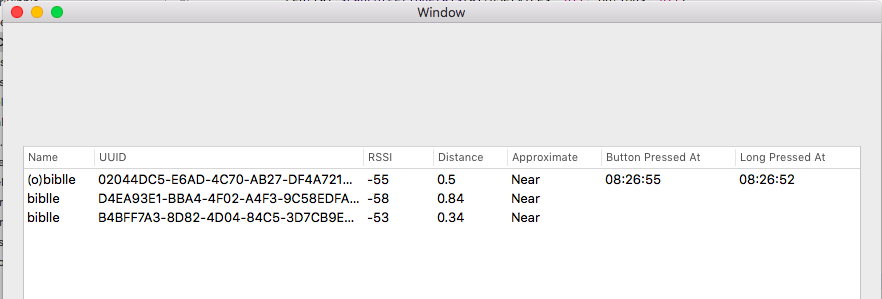 Window
Name UUID RSSI Distance Approximate Button Pressed At Long Pressed At
(o)biblle 02044DC5-E6AD-4C70-AB27-DF4A721... -55 0.5 Near 08:26:55 08:26:52
biblle D4EA93E1-BBA4-4F02-A4F3-9C58EDFA... -58 0.84 Near
biblle B4BFF7A3-8D82-4D04-84C5-3D7CB9E... -53 0.34 Near